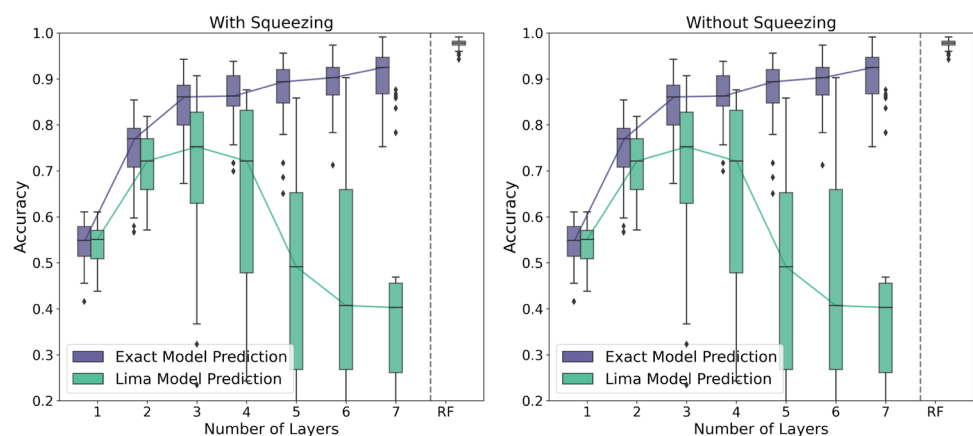 With Squeezing
1.0
0.9
0.8
0.7
0.6
0.5
0.4
0.3
0.2
Accuracy
Exact Model Prediction
Lima Model Prediction
1 2 3 4 5 6 7 RF
Number of Layers
Without Squeezing
1.0
0.9
0.8
0.7
0.6
0.5
0.4
0.3
0.2
Accuracy
Exact Model Prediction
Lima Model Prediction
1 2 3 4 5 6 7 RF
Number of Layers